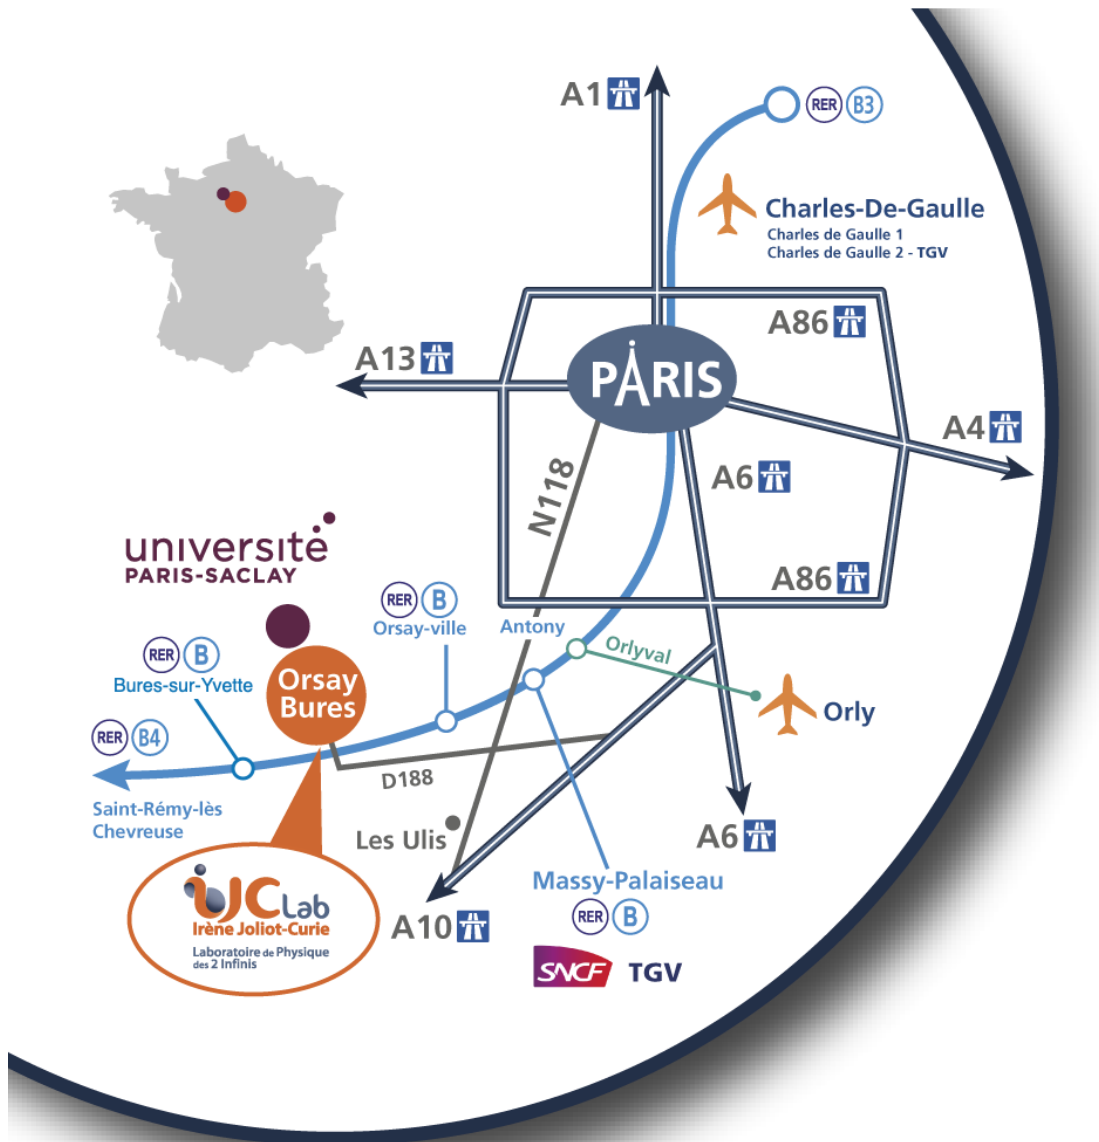 A1
RER B3
Charles-De-Gaulle
Charles de Gaulle 1
Charles de Gaulle 2 - TGV
A86
A13
PARIS
A4
A6
N118
universitë
PARIS-SACLAY
A86
RER B
Orsay-ville
Antony
Orlyval
RER B
Bures-sur-Yvette
Orsay
Bures
Orly
RER B4
D188
Saint-Rémy-lès
Chevreuse
Les Ulis
A6
Massy-Palaiseau
RER B
IJCLab
Irène Joliot-Curie
Laboratoire de Physique
des 2 Infinis
A10
SNCF TGV